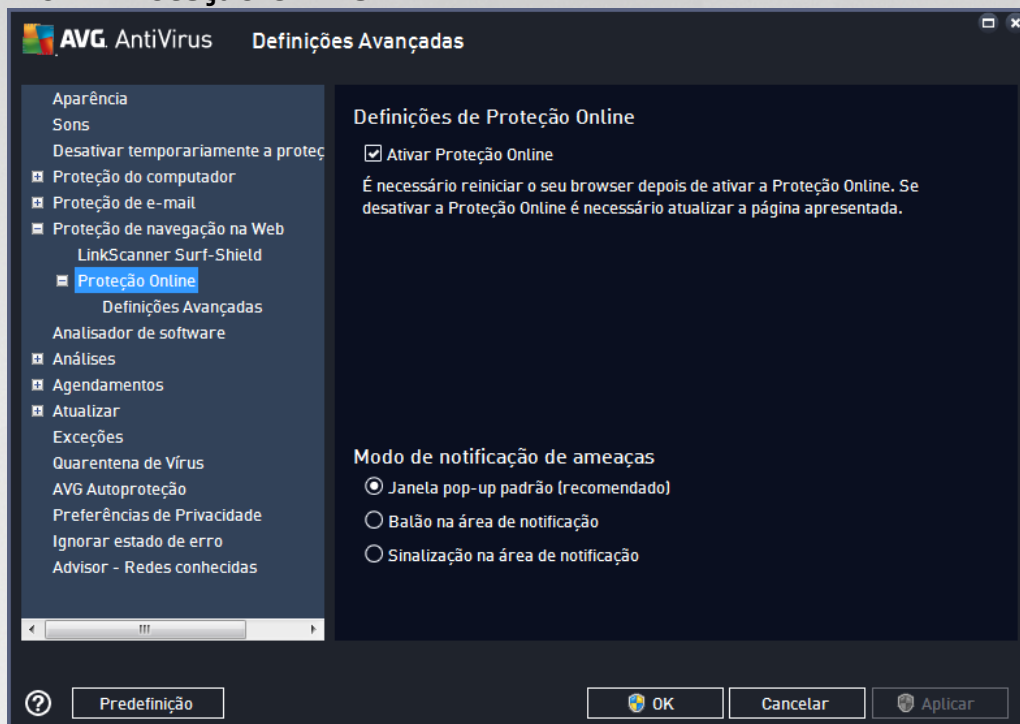 AVG. AntiVirus
Definições Avançadas
Aparência
Sons
Desativar temporariamente a proteç
Proteção do computador
Proteção de e-mail
Proteção de navegação na Web
LinkScanner Surf-Shield
Proteção Online
Definições Avançadas
Analisador de software
Análises
Agendamentos
Atualizar
Exceções
Quarentena de Vírus
AVG Autoproteção
Preferências de Privacidade
Ignorar estado de erro
Advisor - Redes conhecidas
Definições de Proteção Online
Ativar Proteção Online
É necessário reiniciar o seu browser depois de ativar a Proteção Online. Se
desativar a Proteção Online é necessário atualizar a página apresentada.
Modo de notificação de ameaças
Janela pop-up padrão (recomendado)
Balão na área de notificação
Sinalização na área de notificação
Predefinição
OK
Cancelar
Aplicar